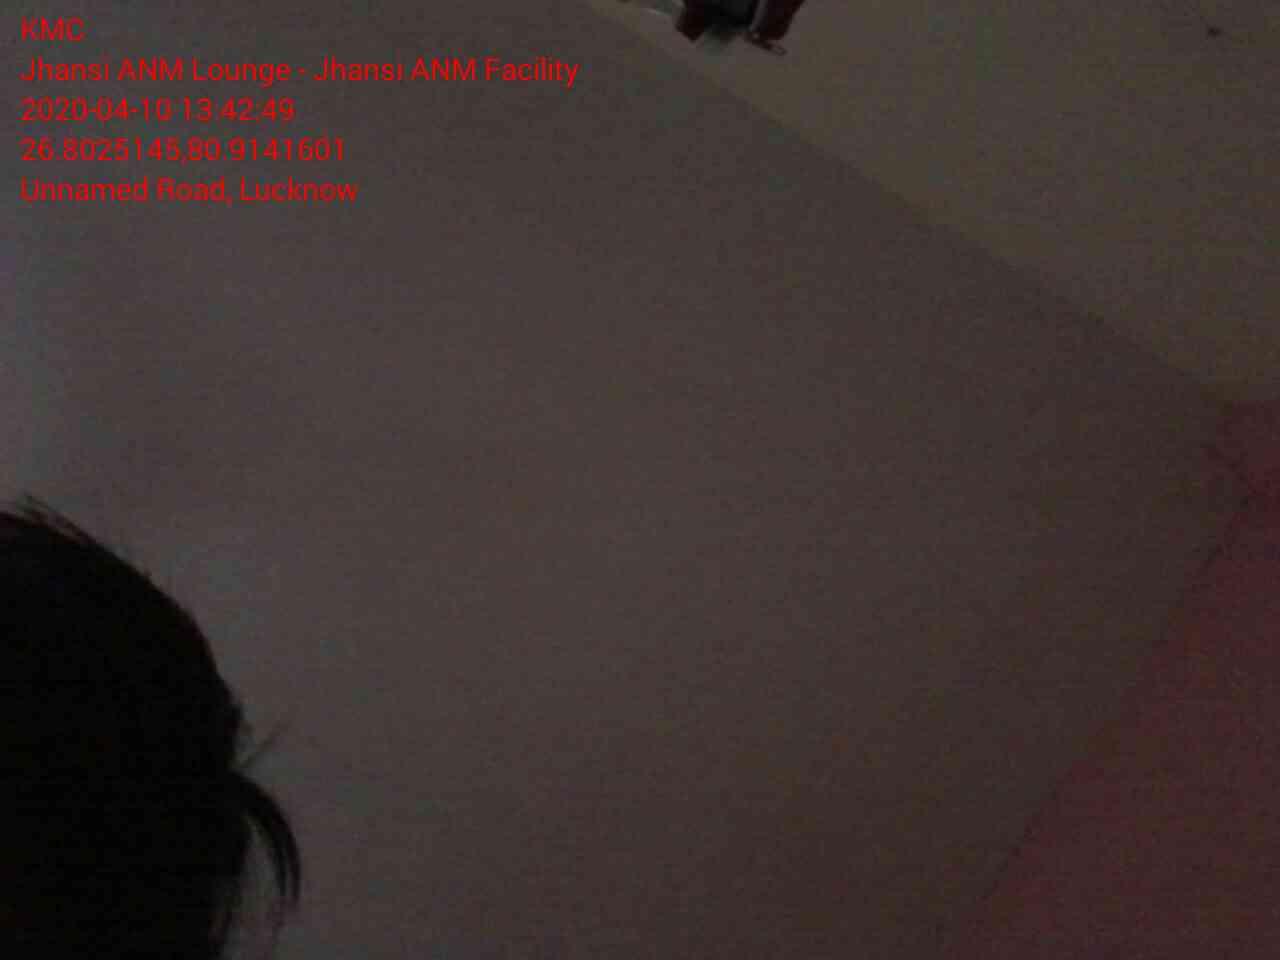 KMC
Jhansi ANM Lounge - Jhansi ANM Facility
2020-04-10 13:42:49
26.8025145,80.9141601
Unnamed Road, Lucknow